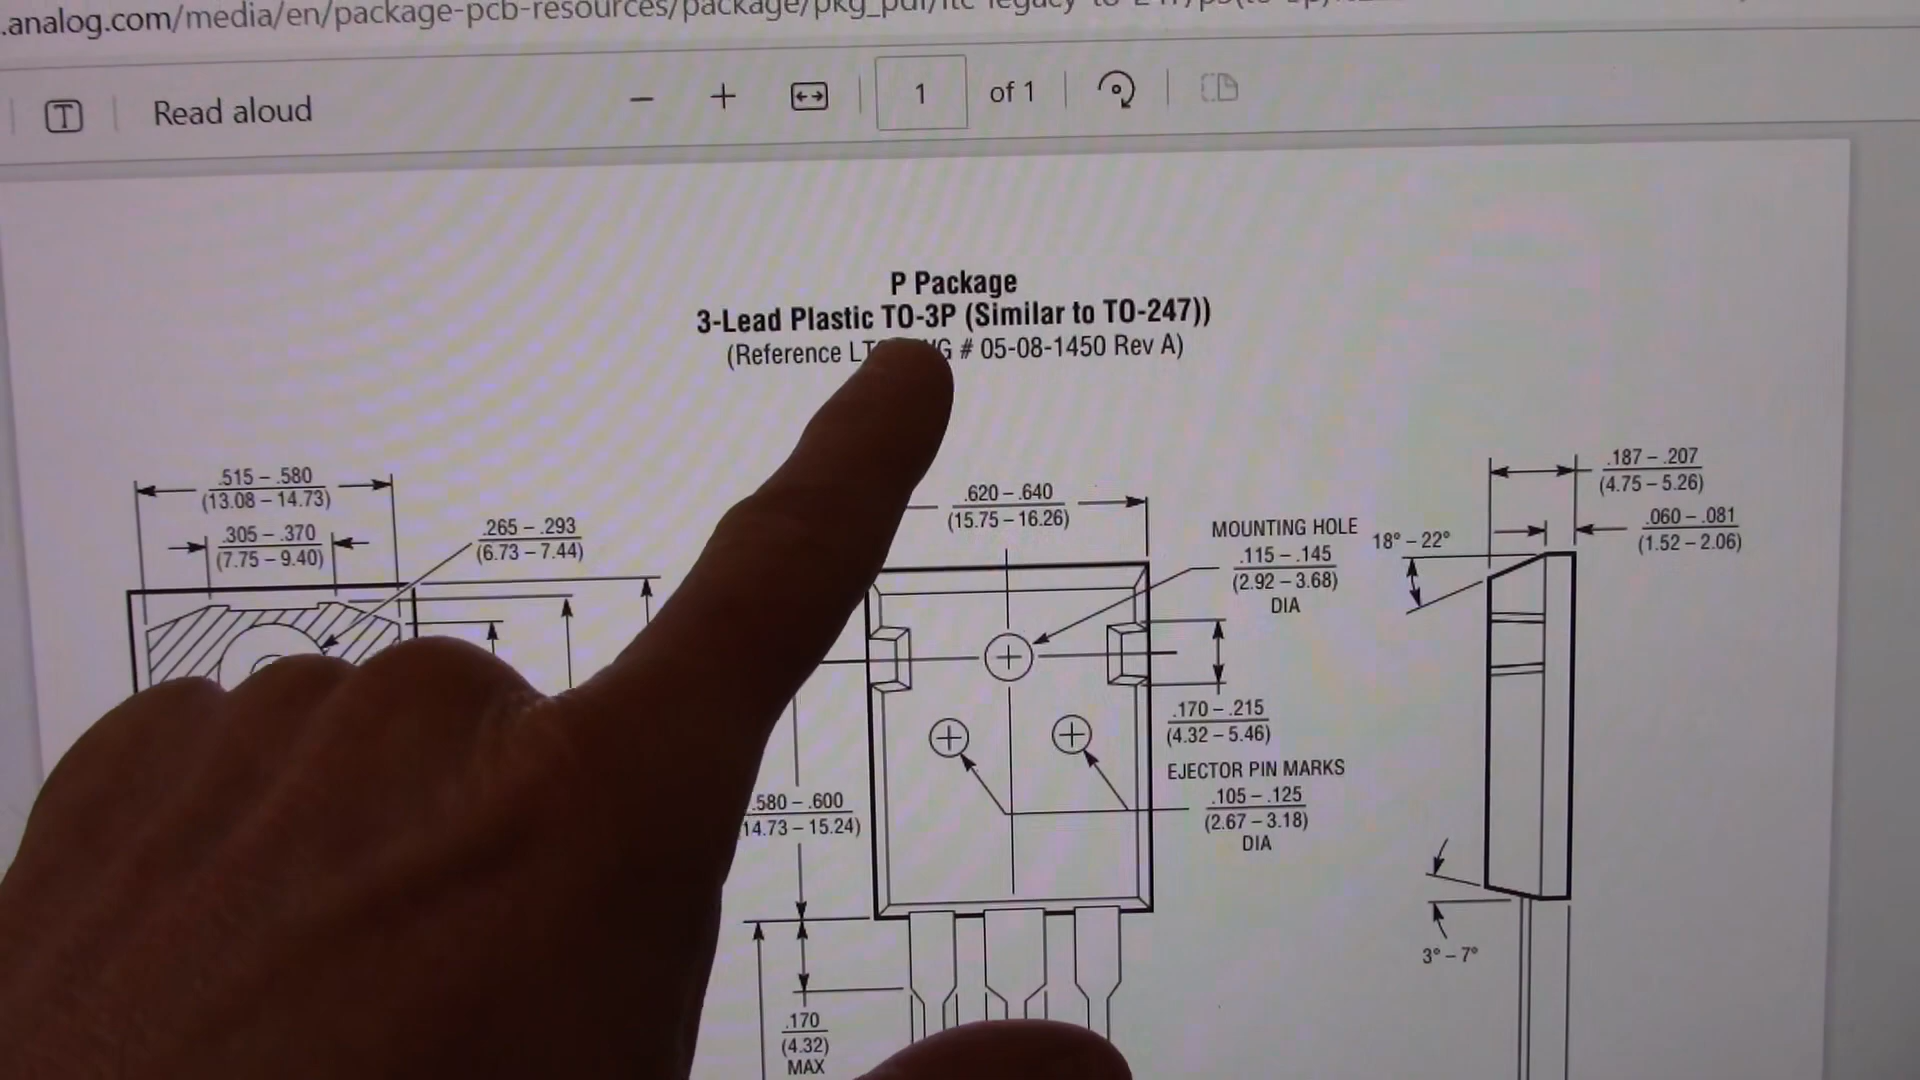 .analog.com/media/en/package-pcb-resources/package/pkg_pdf/ltc-legacy-to-247/
Read aloud
1 of 1
P Package
3-Lead Plastic TO-3P (Similar to TO-247))
(Reference # 05-08-1450 Rev A)
.515 – .580
(13.08 – 14.73)
.305 – .370
(7.75 – 9.40)
.265 – .293
(6.73 – 7.44)
.620 – .640
(15.75 – 16.26)
MOUNTING HOLE
.115 – .145
(2.92 – 3.68)
DIA
18° – 22°
.187 – .207
(4.75 – 5.26)
.060 – .081
(1.52 – 2.06)
.170 – .215
(4.32 – 5.46)
EJECTOR PIN MARKS
.105 – .125
(2.67 – 3.18)
DIA
.580 – .600
14.73 – 15.24)
3° – 7°
.170
(4.32)
MAX